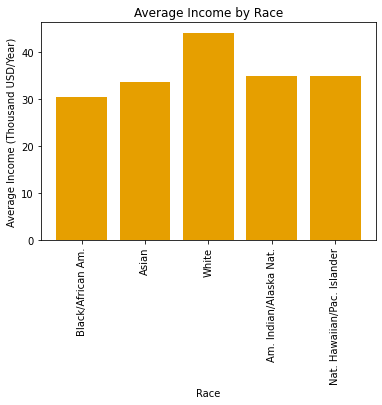 Average Income by Race
Average Income (Thousand USD/Year)
40
30
20
10
0
Black/African Am.
Asian
White
Am. Indian/Alaska Nat.
Nat. Hawaiian/Pac. Islander
Race